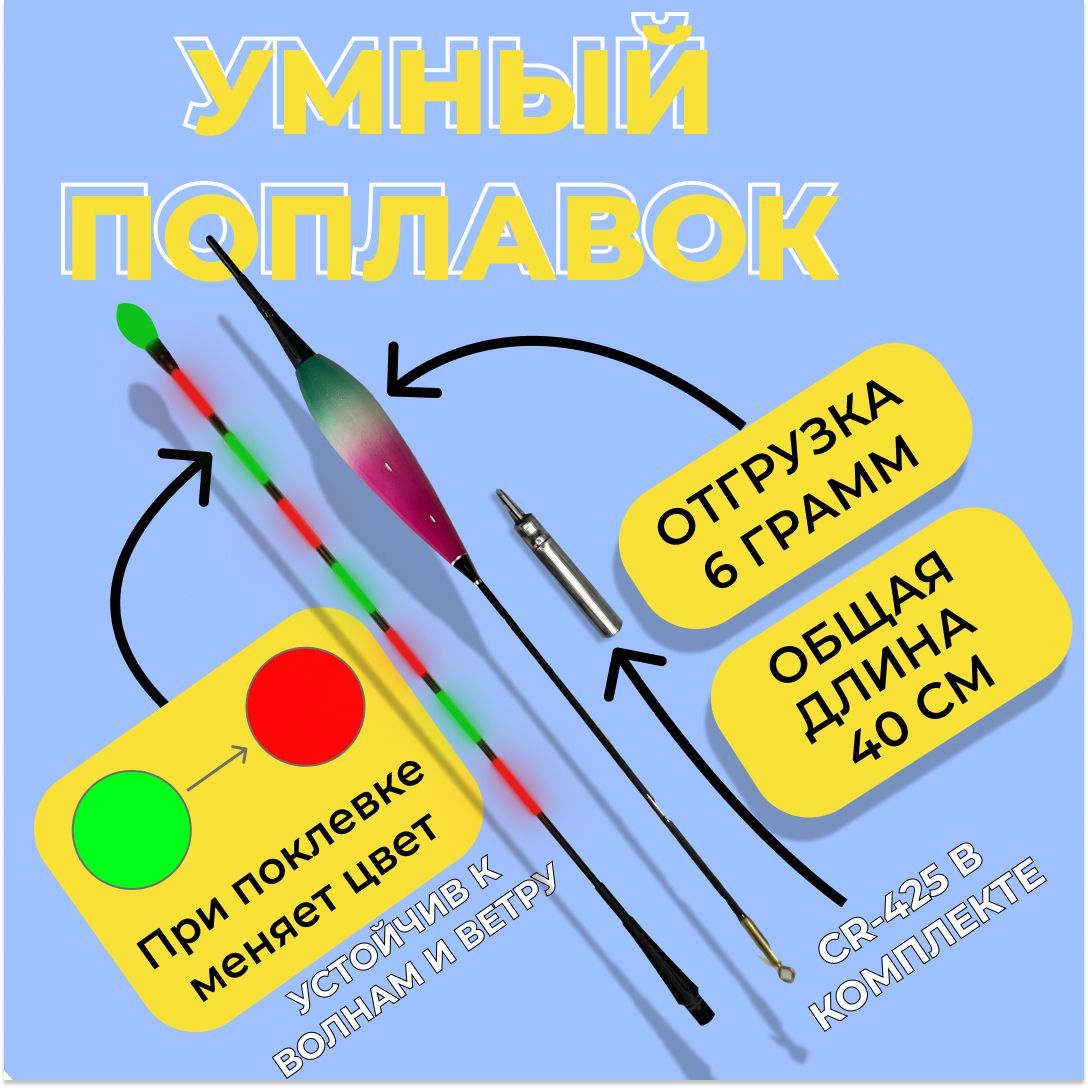 УМНЫЙ
ПОПЛАВОК
ОТГРУЗКА
6 ГРАММ
ОБЩАЯ
ДЛИНА
40 СМ
При поклевке
меняет цвет
УСТОЙЧИВ К
ВОЛНАМ И ВЕТРУ
CR-425 В
КОМПЛЕКТЕ